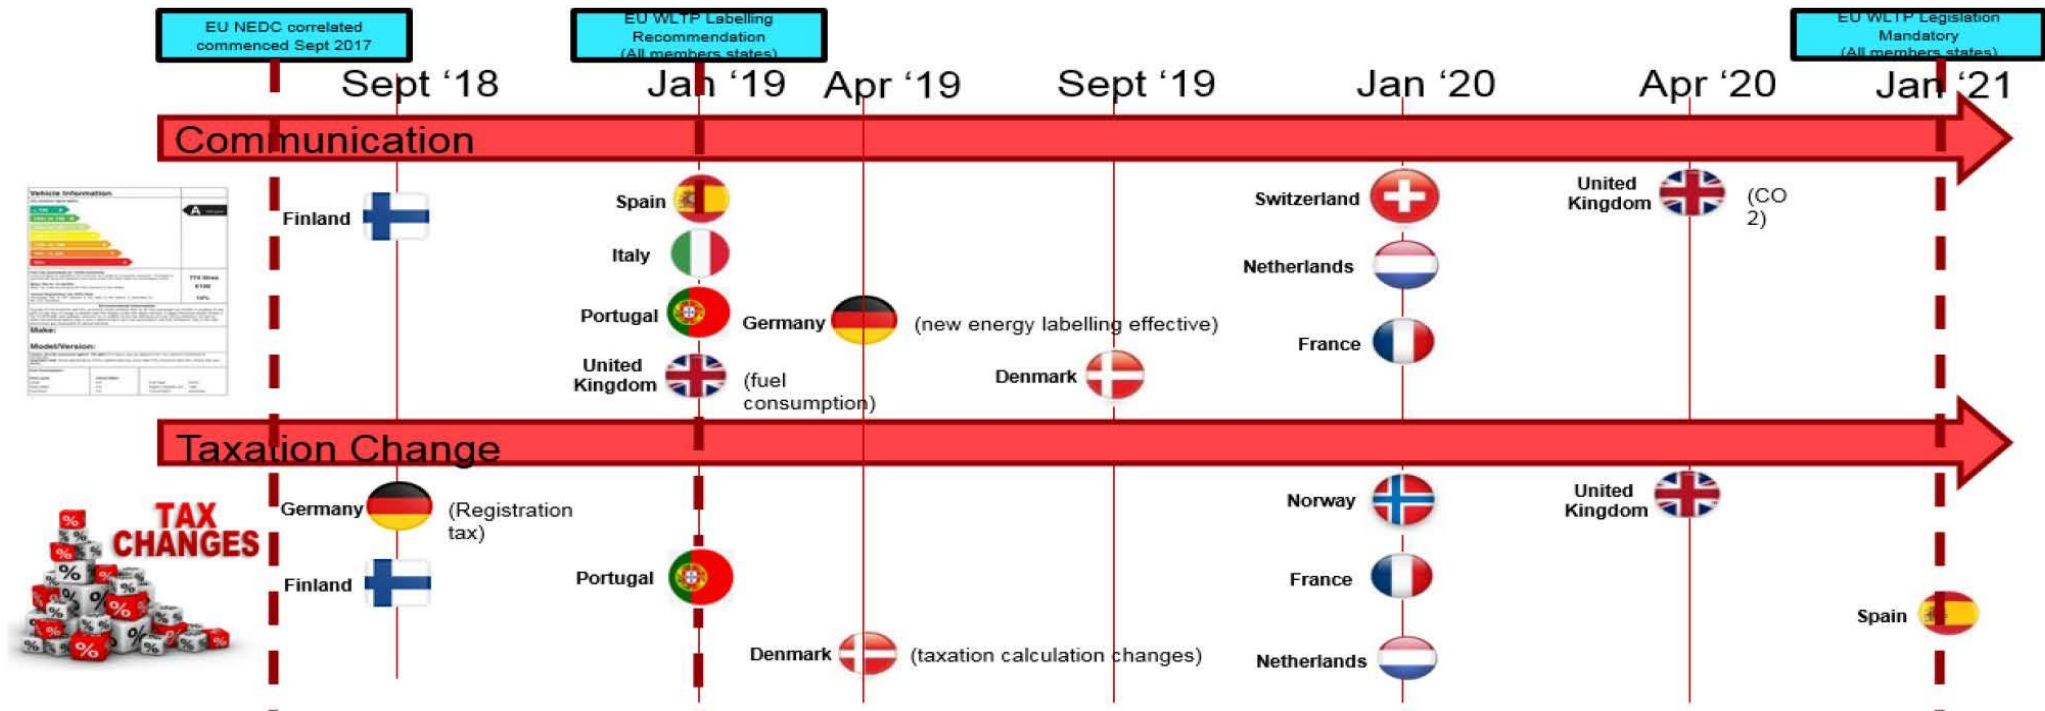 EU NEDC correlated
commenced Sept 2017
EU WLTP Labelling
Recommendation
(All members states)
EU WLTP Legislation
Mandatory
(All members states)
Sept ‘18
Jan ‘19
Apr ‘19
Sept ‘19
Jan ‘20
Apr ‘20
Jan ‘21
Communication
Vehicle Information
A
Make:
Model/Version:
Finland
Spain
Italy
Portugal
United
Kingdom
(fuel
consumption)
Germany
(new energy labelling effective)
Denmark
Switzerland
Netherlands
France
United
Kingdom
(CO
2)
Taxation Change
TAX
CHANGES
Germany
(Registration
tax)
Finland
Portugal
Denmark
(taxation calculation changes)
Norway
France
Netherlands
United
Kingdom
Spain